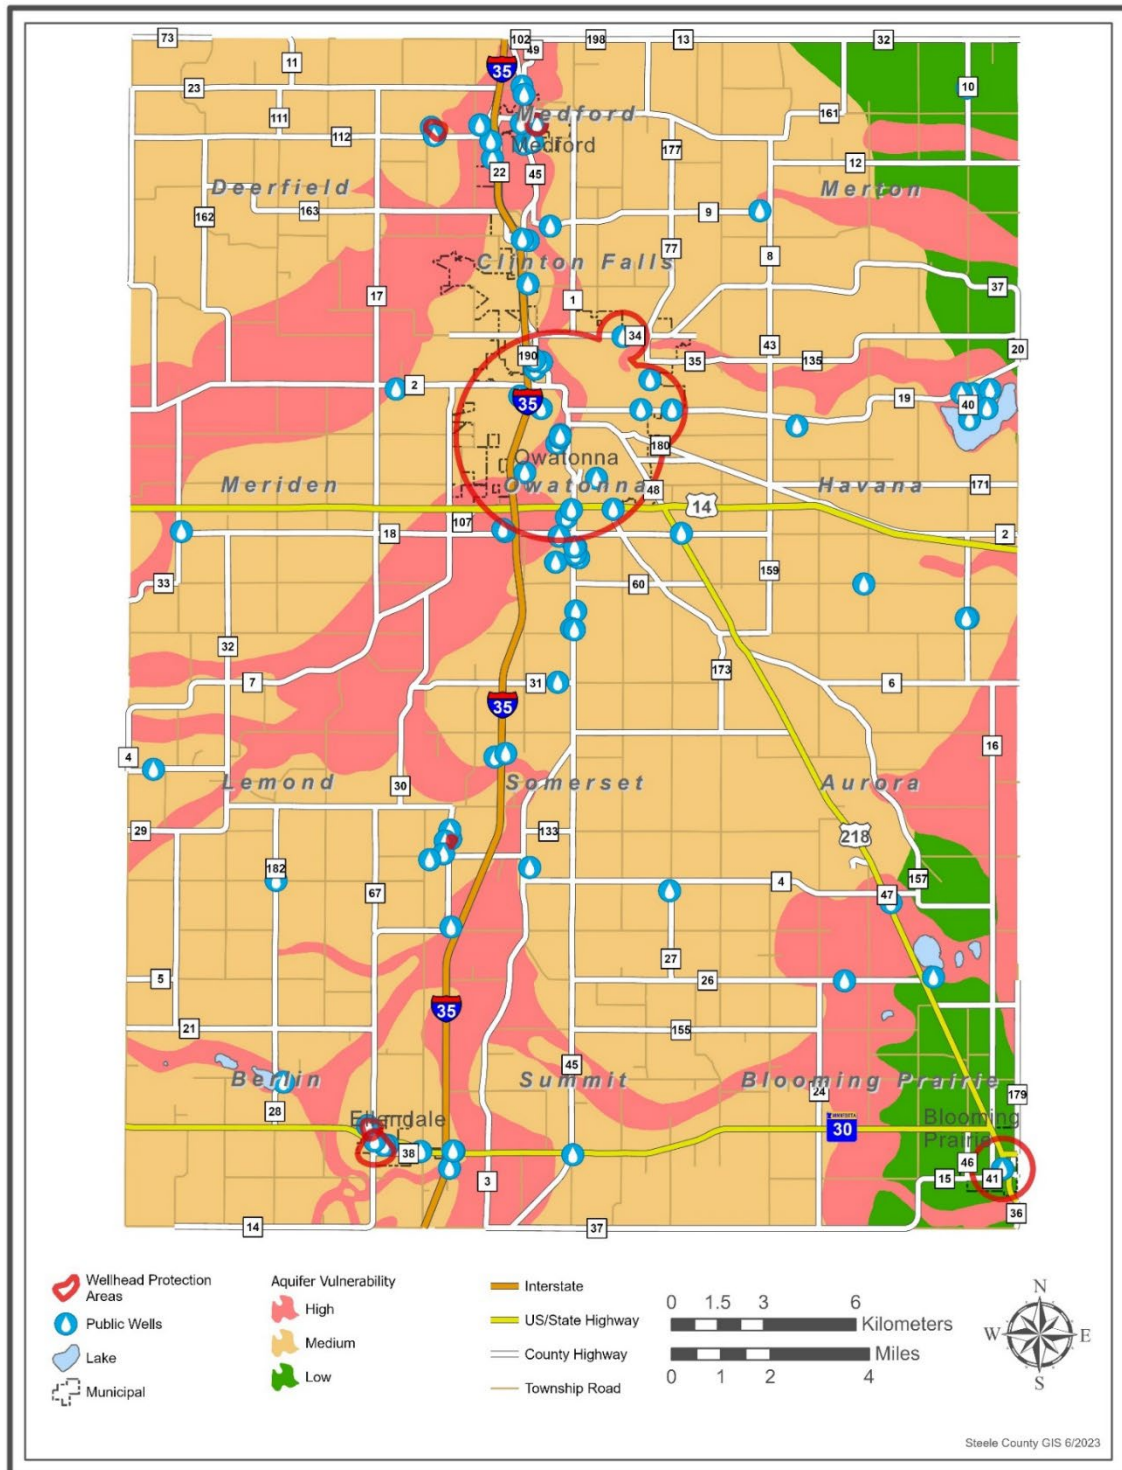 73
102
198
13
32
49
11
35
23
10
111
Medford
161
112
Medford
177
12
22
45
Deerfield
Merton
162
163
9
77
8
Clinton Falls
37
17
1
34
43
20
190
35
135
2
35
19
40
180
Owatonna
Meriden
Owatonna
48
Havana
171
14
107
18
2
33
60
159
32
7
31
173
6
35
16
4
Lemond
30
Somerset
Aurora
29
133
218
182
67
4
157
47
5
27
26
35
21
155
45
Berlin
Summit
Blooming Prairie
24
179
28
Ellendale
MINNESOTA
30
Blooming
Prairie
38
46
15
41
3
36
14
37
Wellhead Protection
Areas
Public Wells
Lake
Municipal
Aquifer Vulnerability
High
Medium
Low
Interstate
US/State Highway
County Highway
Township Road
0 1.5 3 6
Kilometers
Miles
0 1 2 4
N
W E
S
Steele County GIS 6/2023